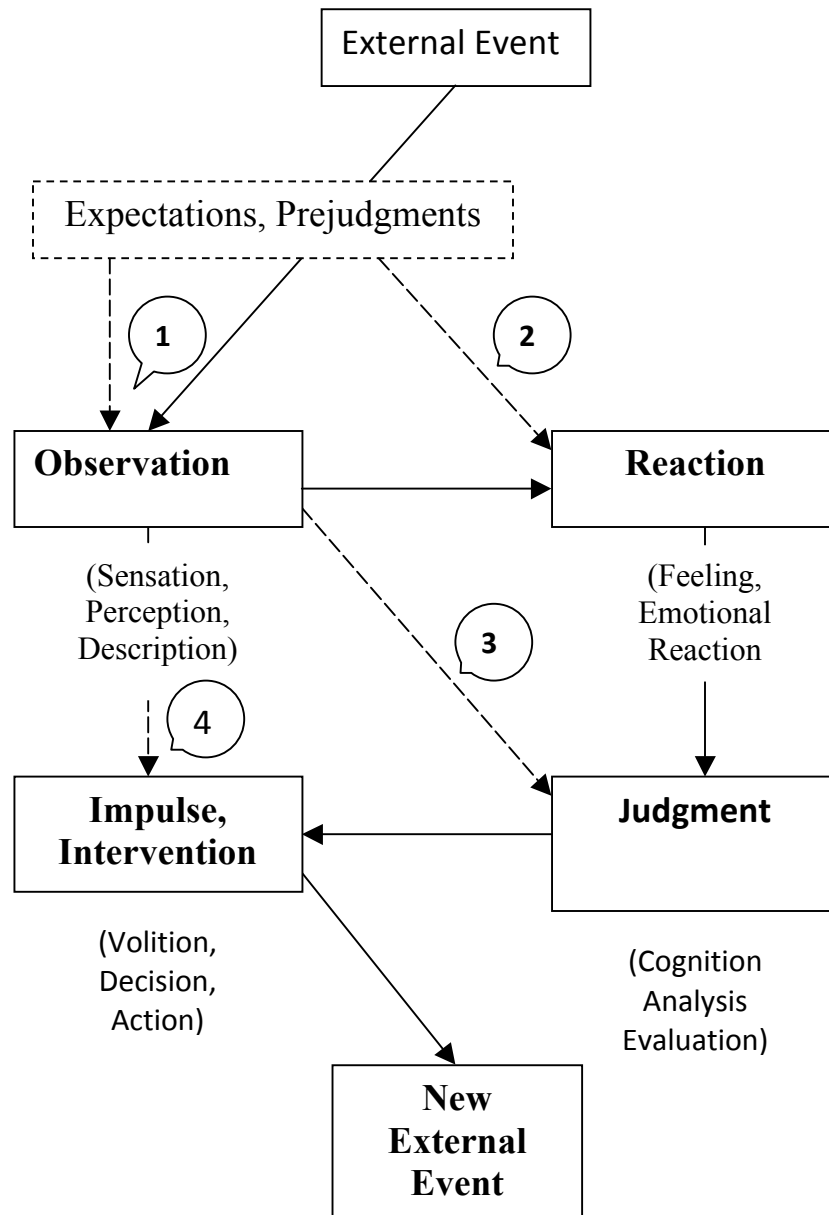 External Event
Expectations, Prejudgments
1
2
Observation
Reaction
(Sensation,
Perception,
Description)
(Feeling,
Emotional
Reaction
3
4
Impulse,
Intervention
Judgment
(Volition,
Decision,
Action)
(Cognition
Analysis
Evaluation)
New
External
Event